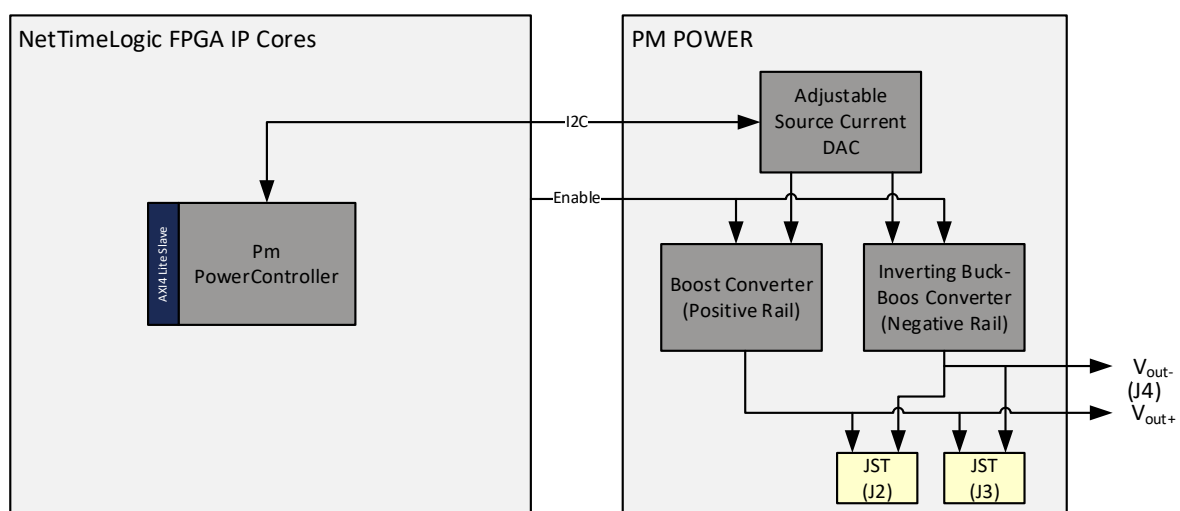 NetTimeLogic FPGA IP Cores
PM POWER
Adjustable
Source Current
DAC
I2C
Enable
AXI4 Lite Slave
Pm
PowerController
Boost Converter
(Positive Rail)
Inverting Buck-
Boos Converter
(Negative Rail)
Vout-
(J4)
Vout+
JST
(J2)
JST
(J3)